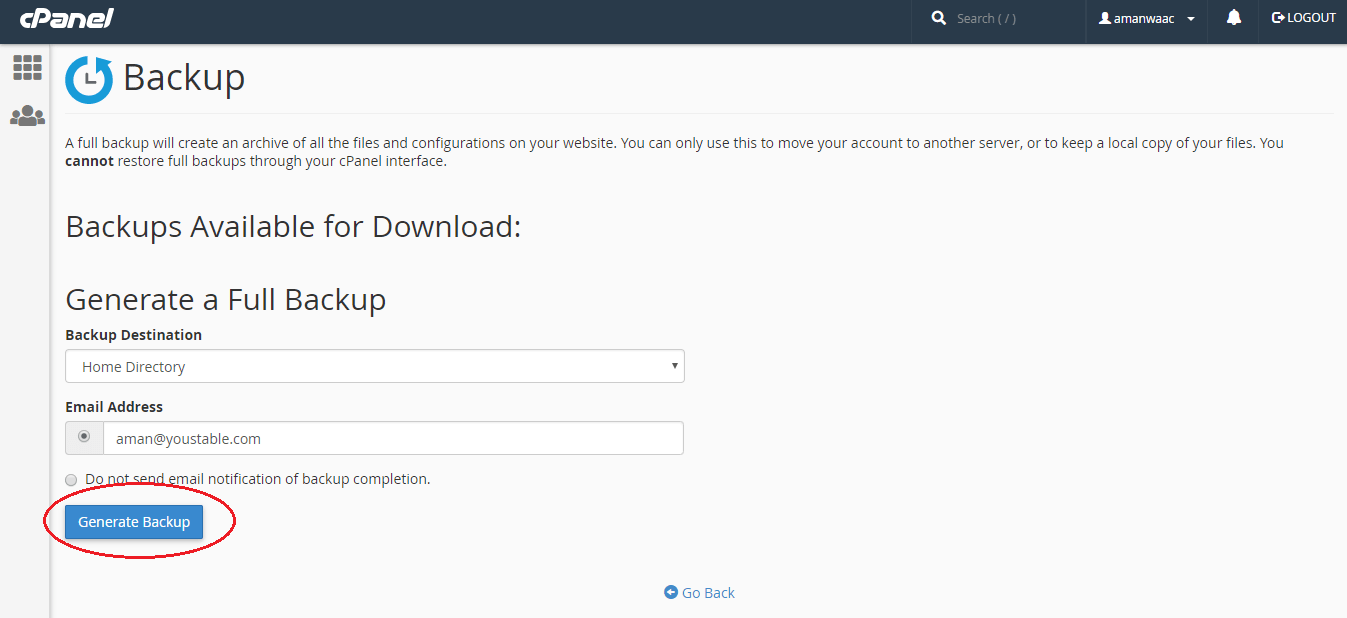 cPanel
Search ( / )
amanwaac
LOGOUT
Backup
A full backup will create an archive of all the files and configurations on your website. You can only use this to move your account to another server, or to keep a local copy of your files. You
cannot restore full backups through your cPanel interface.
Backups Available for Download:
Generate a Full Backup
Backup Destination
Home Directory
Email Address
aman@youstable.com
Do not send email notification of backup completion.
Generate Backup
Go Back